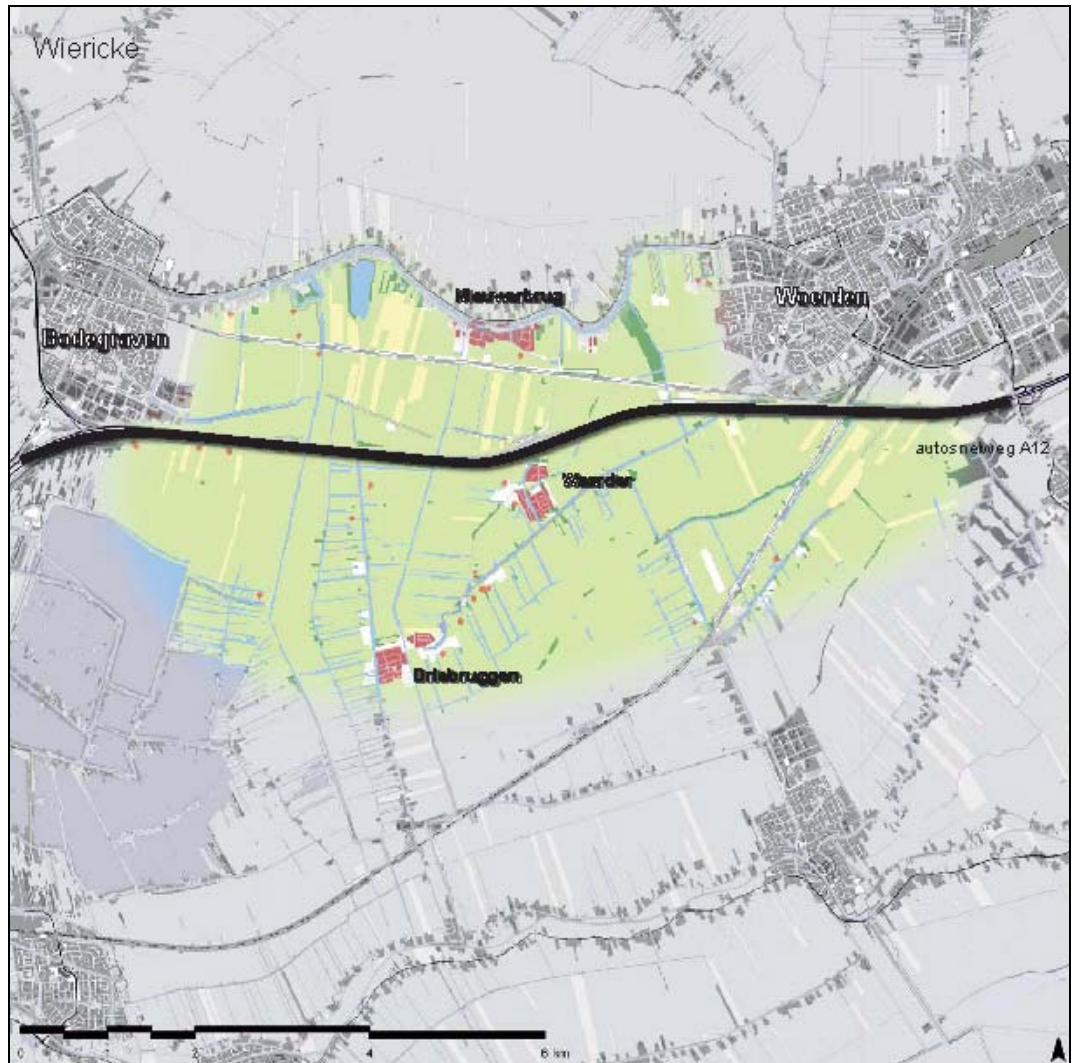 Wiericke
Nieuwerbrug
Woerden
Bodegraven
autosnelweg A12
Waarder
Driebruggen
0 2 4 6 km